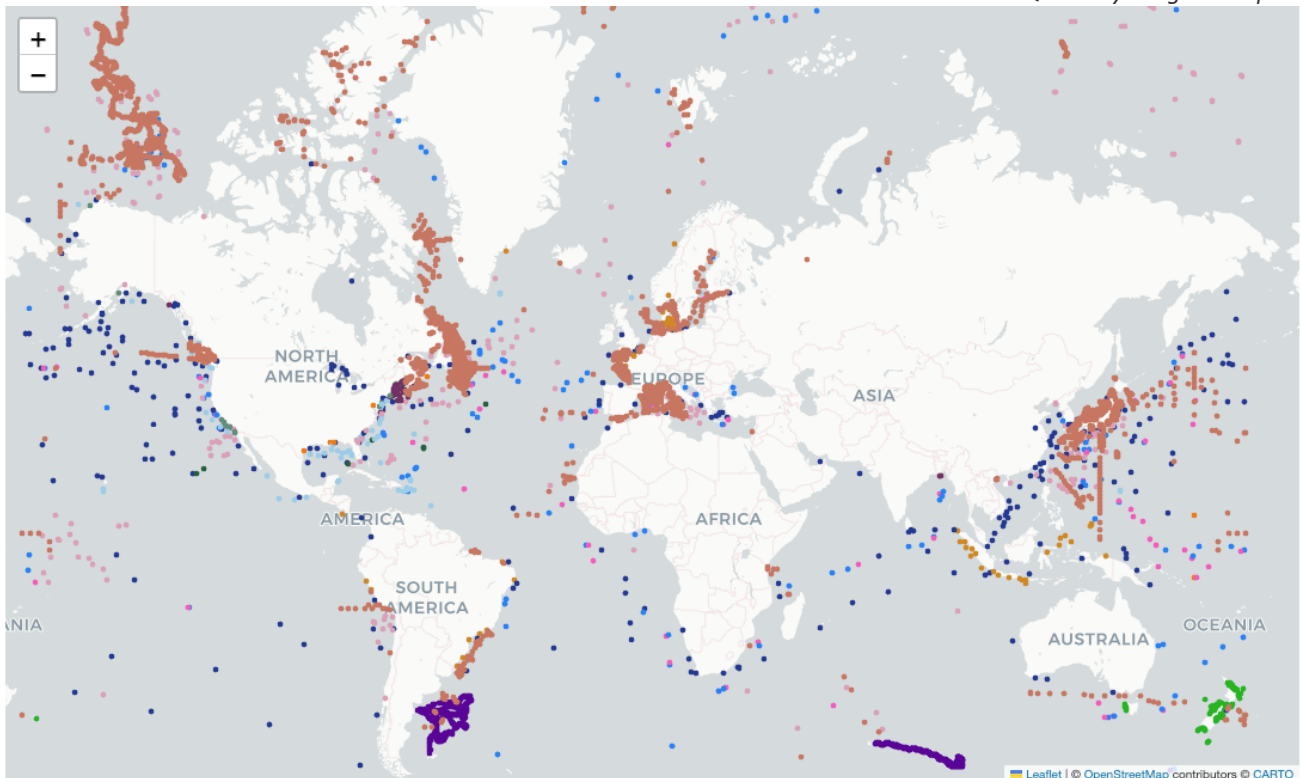 +
−
NORTH
AMERICA
EUROPE
ASIA
AMERICA
AFRICA
SOUTH
AMERICA
ANIA
AUSTRALIA
OCEANIA
Leaflet | © OpenStreetMap contributors © CARTO